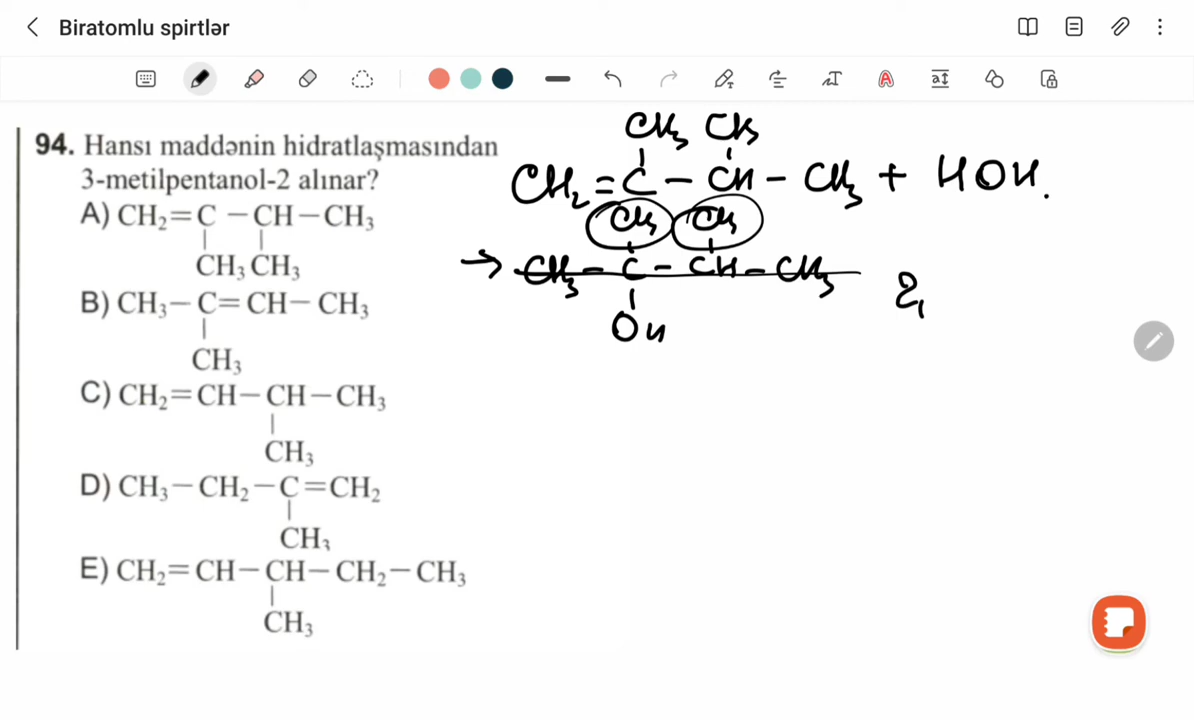 Biratomlu spirtlər
94. Hansı maddənin hidratlaşmasından
3-metilpentanol-2 alınar?
A) CH₂=C –CH–CH₃
CH₃ CH₃
B) CH₃–C=CH–CH₃
CH₃
C) CH₂=CH–CH–CH₃
CH₃
D) CH₃–CH₂–C=CH₂
CH₃
E) CH₂=CH–CH–CH₂–CH₃
CH₃
CH₃ CH₃
CH₂=C–CH–CH₃ + HOH.
CH₃ CH₃
→ CH₃–C–CH–CH₃ 2,
OH